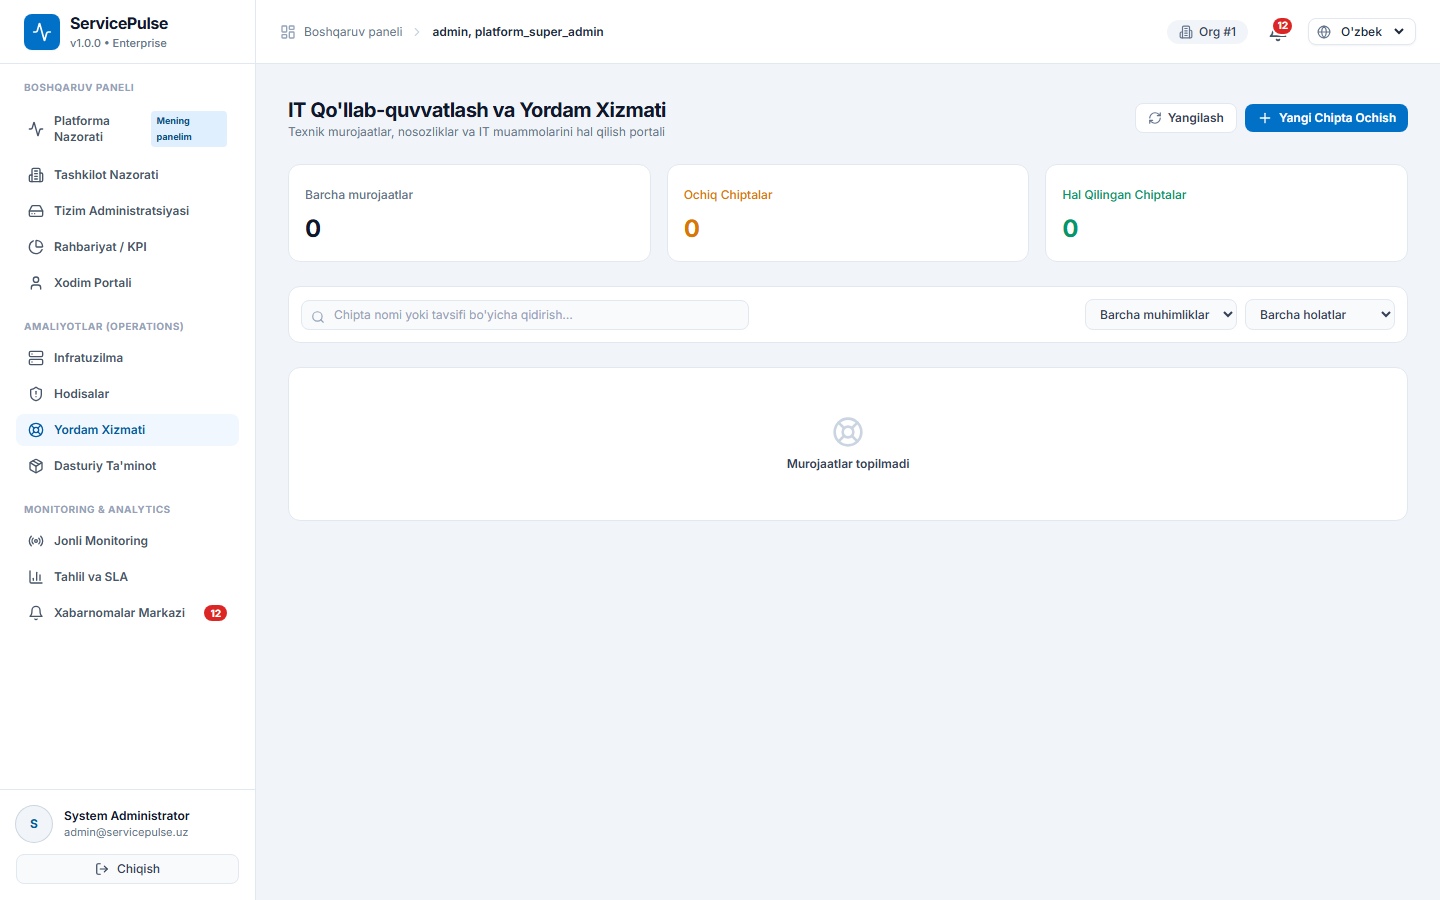 ServicePulse
v1.0.0 • Enterprise
Boshqaruv paneli
admin, platform_super_admin
Org #1
12
O'zbek
BOSHQARUV PANELI
Platforma
Nazorati
Mening
panelim
Tashkilot Nazorati
Tizim Administratsiyasi
Rahbariyat / KPI
Xodim Portali
AMALIYOTLAR (OPERATIONS)
Infratuzilma
Hodisalar
Yordam Xizmati
Dasturiy Ta'minot
MONITORING & ANALYTICS
Jonli Monitoring
Tahlil va SLA
Xabarnomalar Markazi
12
S
System Administrator
admin@servicepulse.uz
Chiqish
IT Qo'llab-quvvatlash va Yordam Xizmati
Texnik murojaatlar, nosozliklar va IT muammolarini hal qilish portali
Yangilash
Yangi Chipta Ochish
Barcha murojaatlar
0
Ochiq Chiptalar
0
Hal Qilingan Chiptalar
0
Chipta nomi yoki tavsifi bo'yicha qidirish...
Barcha muhimliklar
Barcha holatlar
Murojaatlar topilmadi